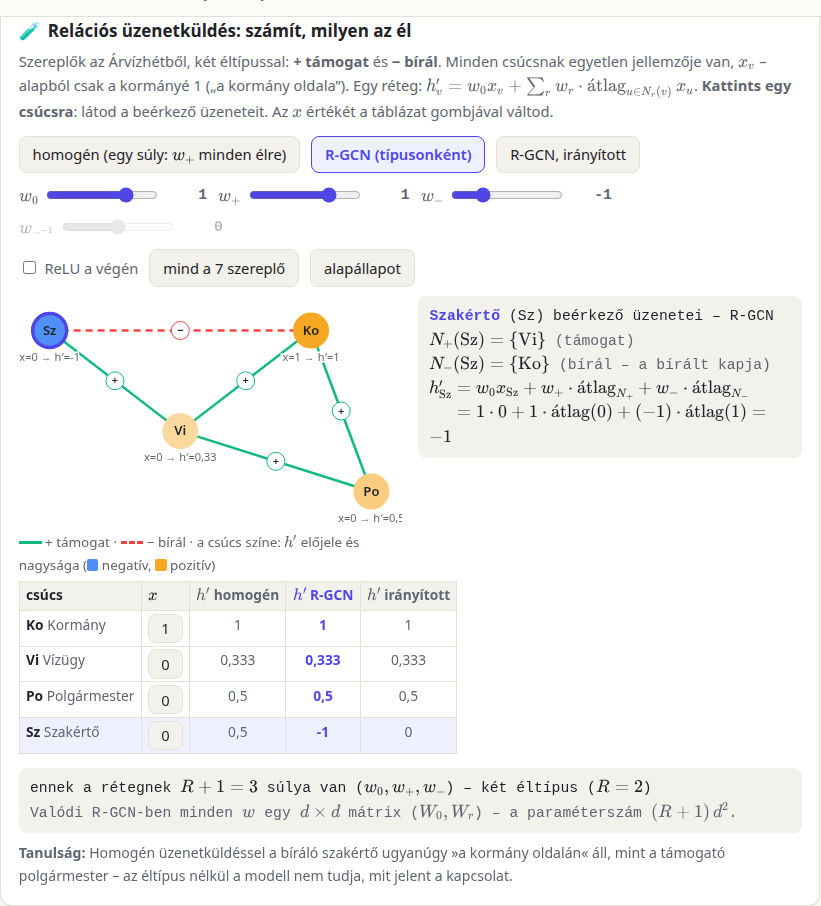 🧪 Relációs üzenetküldés: számít, milyen az él
Szereplők az Árvízhétből, két éltípussal: + támogat és − bírál. Minden csúcsnak egyetlen jellemzője van, x_v –
alapból csak a kormányé 1 („a kormány oldala”). Egy réteg: h′_v = w_0 x_v + ∑_r w_r · átlag_{u∈N_r(v)} x_u. Kattints egy
csúcsra: látod a beérkező üzeneteit. Az x értékét a táblázat gombjával váltod.
homogén (egy súly: w_+ minden élre) R-GCN (típusonként) R-GCN, irányított
w_0 1 w_+ 1 w_− -1
w_{−^{−1}} 0
ReLU a végén mind a 7 szereplő alapállapot
Sz − Ko
x=0 → h′=-1 x=1 → h′=1
+ + +
Vi
x=0 → h′=0,33
+
Po
x=0 → h′=0,5
Szakértő (Sz) beérkező üzenetei – R-GCN
N_+(Sz) = {Vi} (támogat)
N_−(Sz) = {Ko} (bírál – a bírált kapja)
h′_Sz = w_0 x_Sz + w_+ · átlag_{N_+} + w_− · átlag_{N_−}
= 1 · 0 + 1 · átlag(0) + (−1) · átlag(1) =
−1
+ támogat · − bírál · a csúcs színe: h′ előjele és
nagysága ( negatív, pozitív)
csúcs x h′ homogén h′ R-GCN h′ irányított
Ko Kormány 1 1 1 1
Vi Vízügy 0 0,333 0,333 0,333
Po Polgármester 0 0,5 0,5 0,5
Sz Szakértő 0 0,5 -1 0
ennek a rétegnek R + 1 = 3 súlya van (w_0, w_+, w_−) – két éltípus (R = 2)
Valódi R-GCN-ben minden w egy d × d mátrix (W_0, W_r) – a paraméterszám (R + 1) d².
Tanulság: Homogén üzenetküldéssel a bíráló szakértő ugyanúgy »a kormány oldalán« áll, mint a támogató
polgármester – az éltípus nélkül a modell nem tudja, mit jelent a kapcsolat.